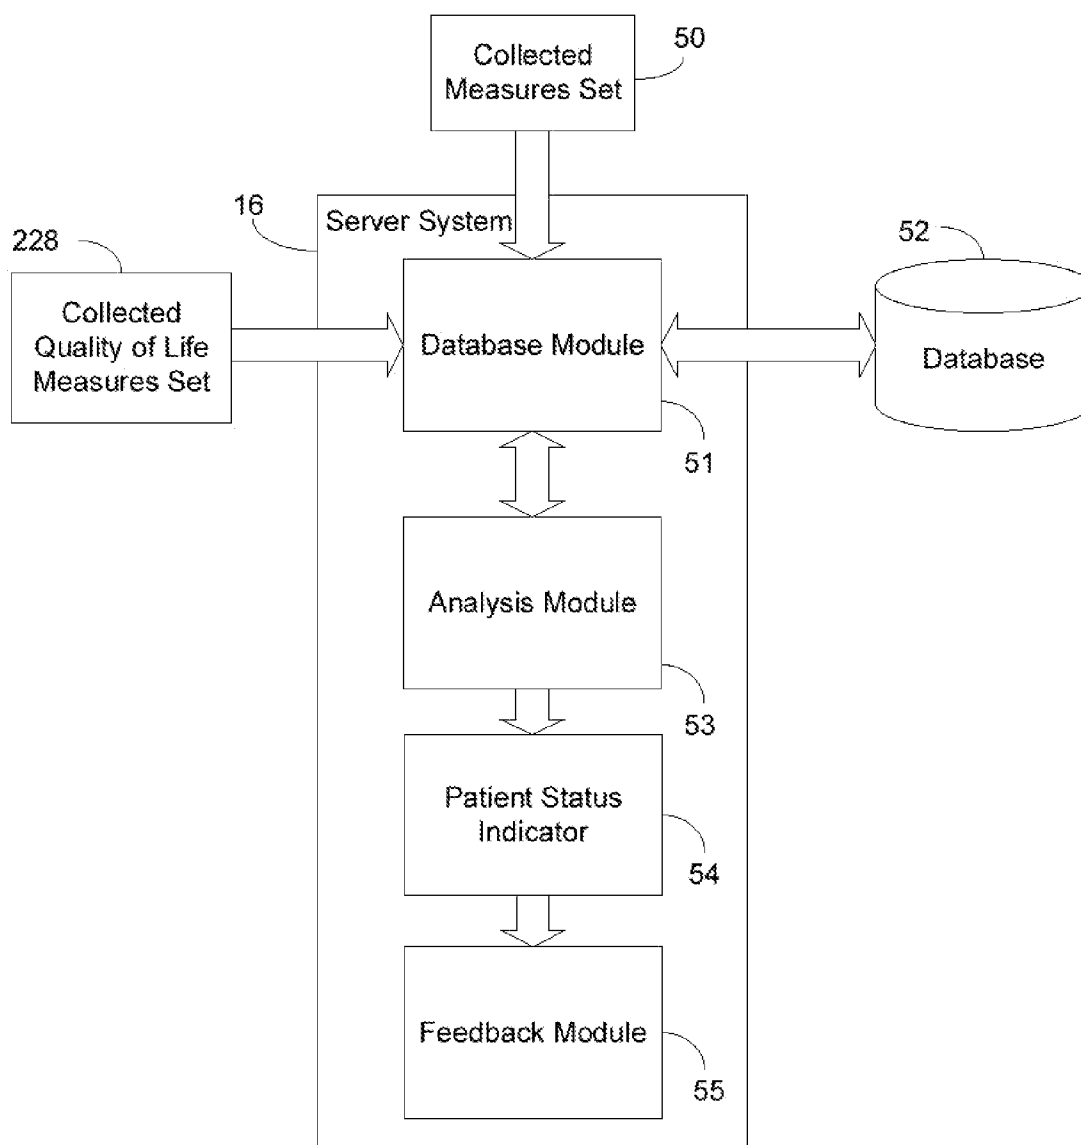 50
Collected
Measures Set
16
Server System
228
52
Collected
Quality of Life
Measures Set
Database Module
Database
51
Analysis Module
53
Patient Status
Indicator
54
Feedback Module
55